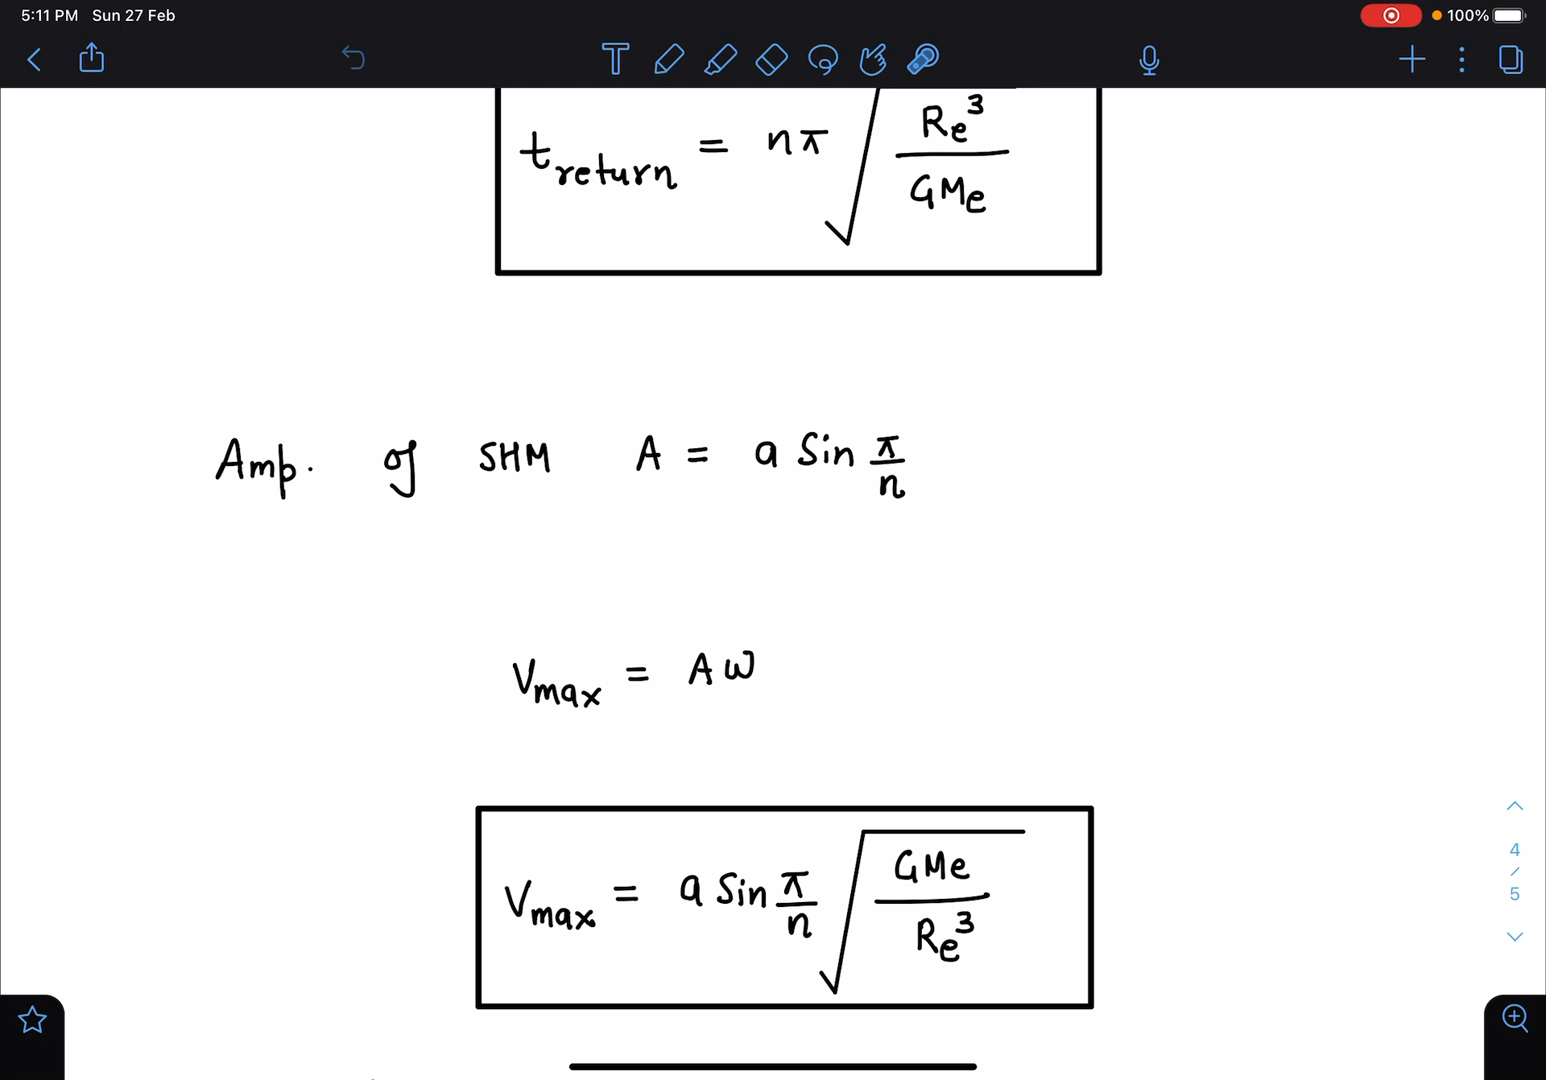 5:11 PM Sun 27 Feb 100%
t_return = nπ √(Re³ / GMe)
Amp. of SHM A = a Sin π/n
Vmax = Aω
Vmax = a Sin π/n √(GMe / Re³)
4
/
5